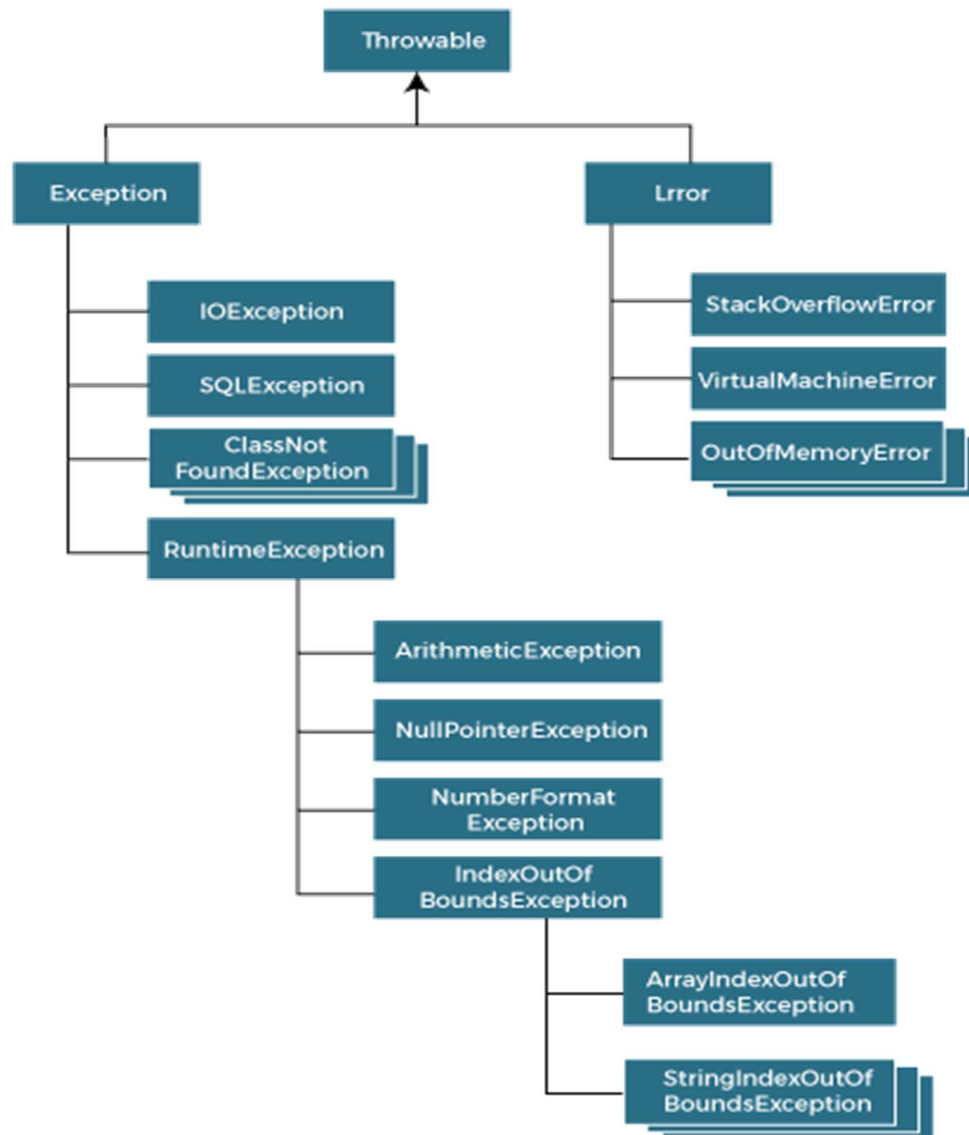 Throwable
Exception
Lrror
IOException
SQLException
ClassNot
FoundException
RuntimeException
StackOverflowError
VirtualMachineError
OutOfMemoryError
ArithmeticException
NullPointerException
NumberFormat
Exception
IndexOutOf
BoundsException
ArrayIndexOutOf
BoundsException
StringIndexOutOf
BoundsException